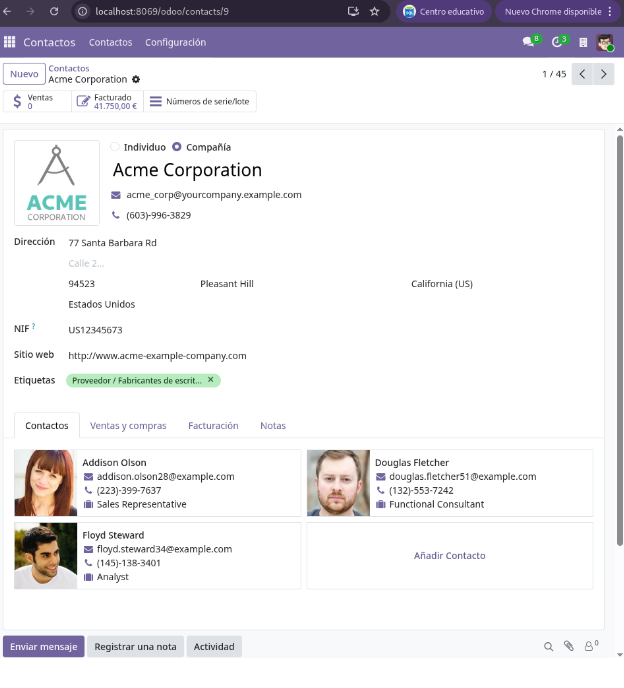 localhost:8069/odoo/contacts/9
Centro educativo
Nuevo Chrome disponible
Contactos
Contactos
Configuración
8
3
Nuevo
Contactos
Acme Corporation
1 / 45
Ventas
0
Facturado
41.750,00 €
Números de serie/lote
ACME
CORPORATION
Individuo
Compañía
Acme Corporation
acme_corp@yourcompany.example.com
(603)-996-3829
Dirección
77 Santa Barbara Rd
Calle 2...
94523
Pleasant Hill
California (US)
Estados Unidos
NIF ?
US12345673
Sitio web
http://www.acme-example-company.com
Etiquetas
Proveedor / Fabricantes de escrit...
Contactos
Ventas y compras
Facturación
Notas
Addison Olson
addison.olson28@example.com
(223)-399-7637
Sales Representative
Douglas Fletcher
douglas.fletcher51@example.com
(132)-553-7242
Functional Consultant
Floyd Steward
floyd.steward34@example.com
(145)-138-3401
Analyst
Añadir Contacto
Enviar mensaje
Registrar una nota
Actividad
0